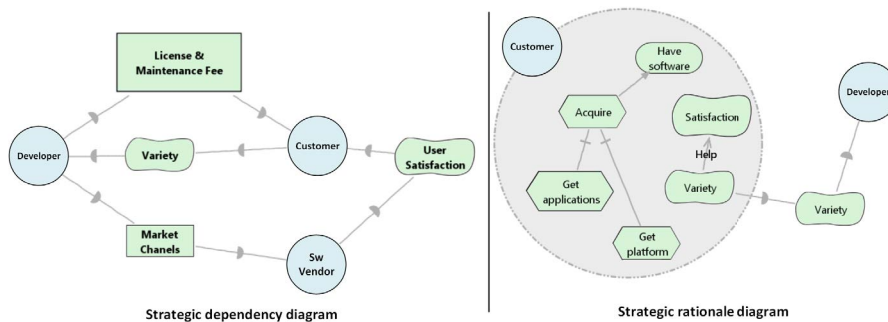 License &
Maintenance Fee
Developer
Variety
Customer
User
Satisfaction
Market
Chanels
Sw
Vendor
Strategic dependency diagram
Customer
Have
software
Developer
Acquire
Satisfaction
Help
Get
applications
Variety
Variety
Get
platform
Strategic rationale diagram